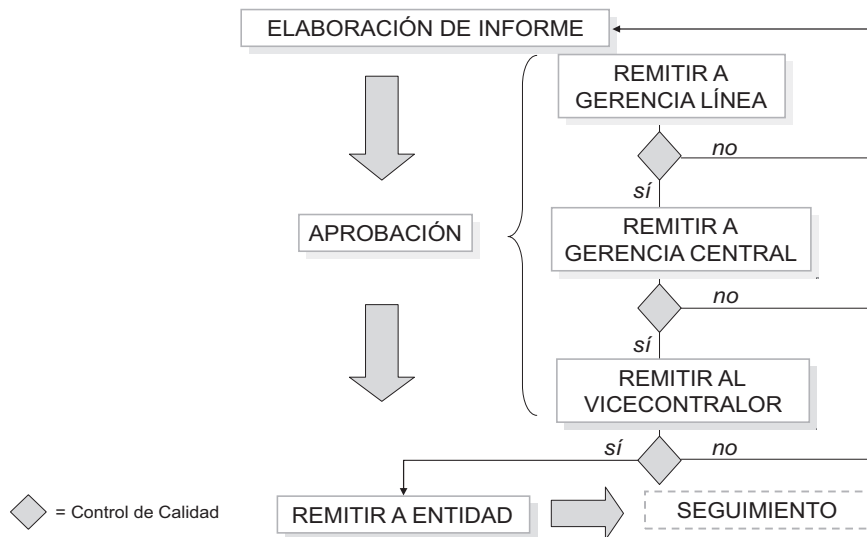 ELABORACIÓN DE INFORME
REMITIR A
GERENCIA LÍNEA
no
sí
APROBACIÓN
REMITIR A
GERENCIA CENTRAL
no
sí
REMITIR AL
VICECONTRALOR
sí
no
= Control de Calidad
REMITIR A ENTIDAD
SEGUIMIENTO